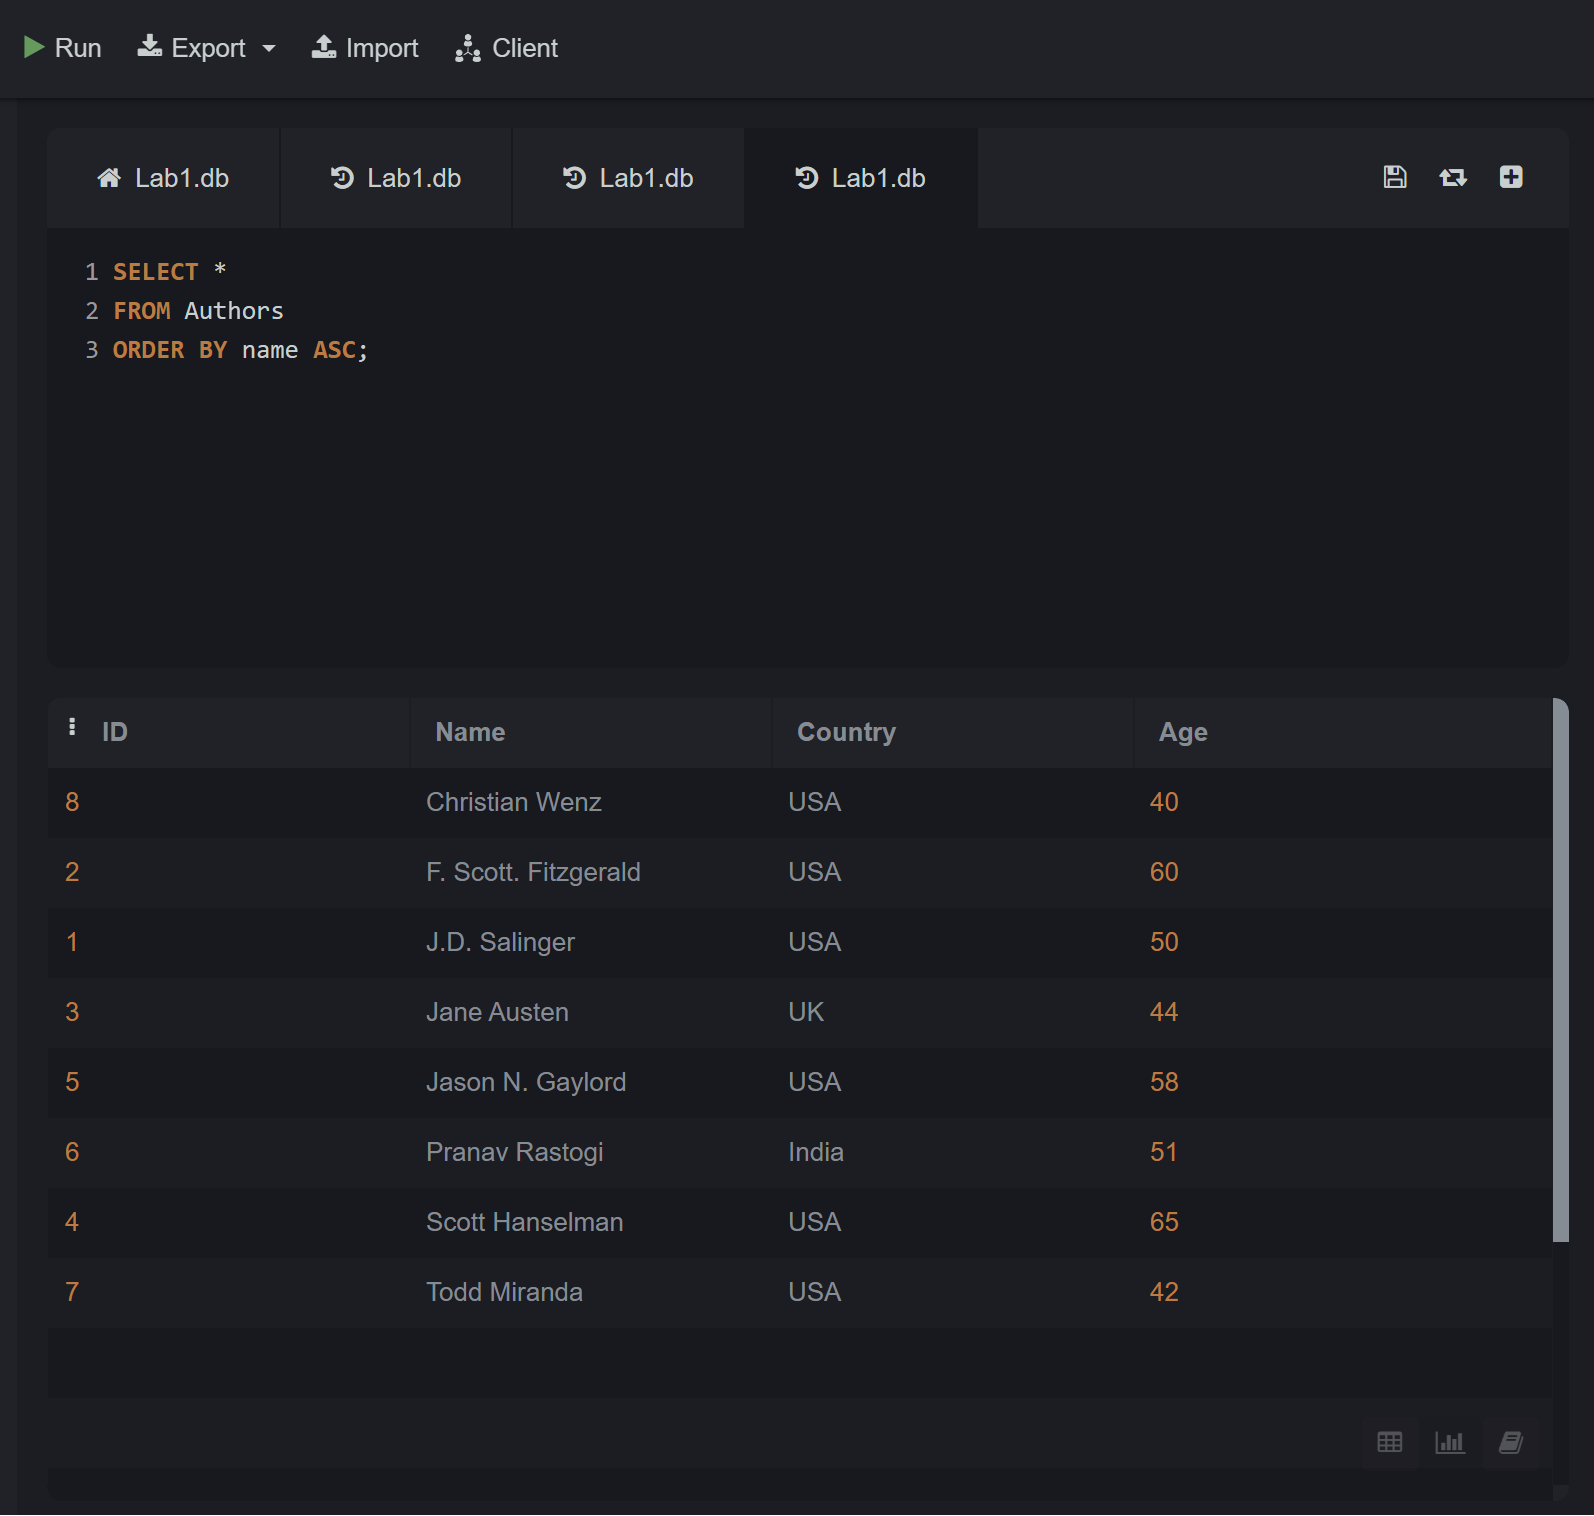 Run Export Import Client
Lab1.db Lab1.db Lab1.db Lab1.db
1 SELECT *
2 FROM Authors
3 ORDER BY name ASC;
ID Name Country Age
8 Christian Wenz USA 40
2 F. Scott. Fitzgerald USA 60
1 J.D. Salinger USA 50
3 Jane Austen UK 44
5 Jason N. Gaylord USA 58
6 Pranav Rastogi India 51
4 Scott Hanselman USA 65
7 Todd Miranda USA 42